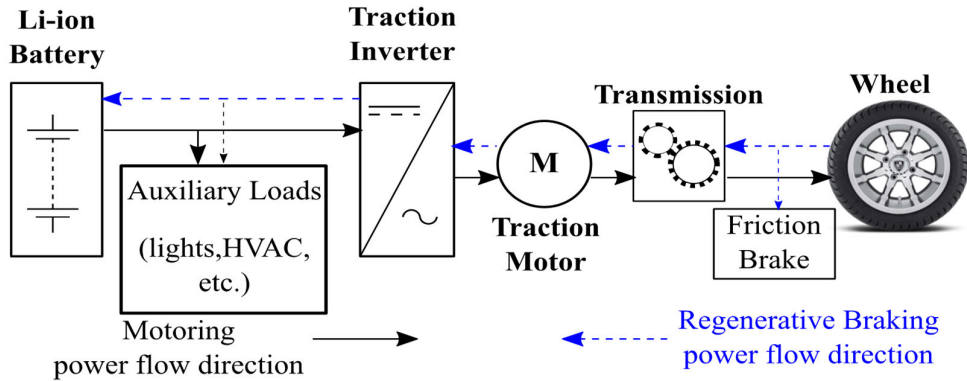 Li-ion
Battery
Traction
Inverter
Transmission
Wheel
M
Auxiliary Loads
(lights,HVAC,
etc.)
Traction
Motor
Friction
Brake
Motoring
power flow direction
Regenerative Braking
power flow direction